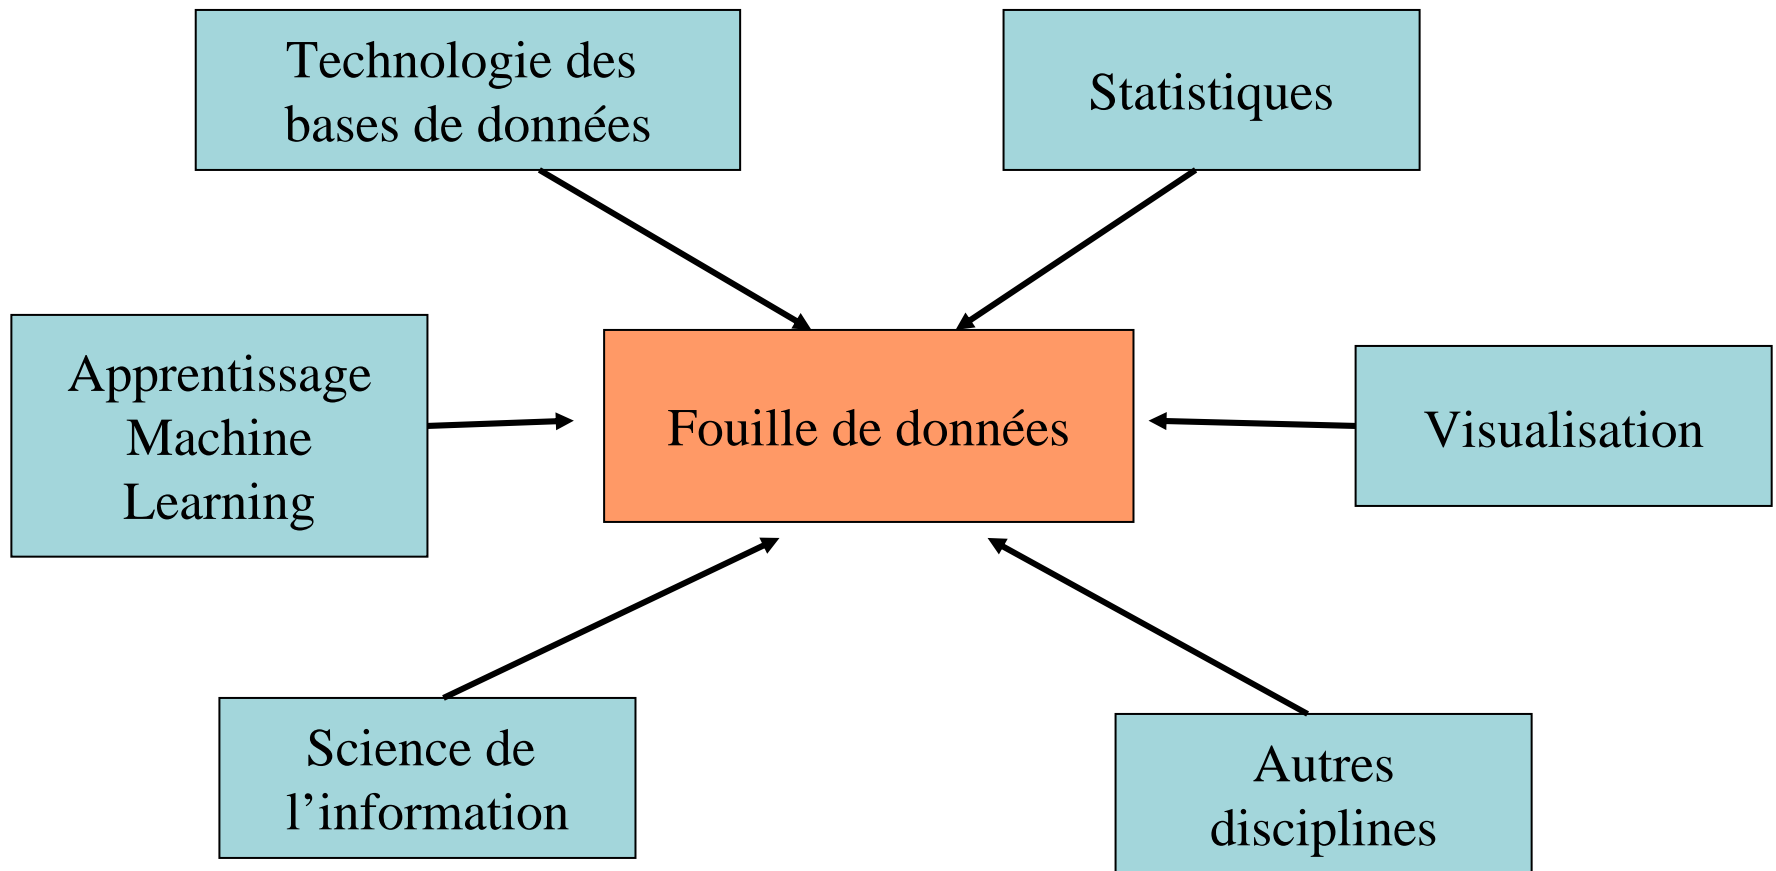 Technologie des
bases de données
Statistiques
Apprentissage
Machine
Learning
Fouille de données
Visualisation
Science de
l’information
Autres
disciplines